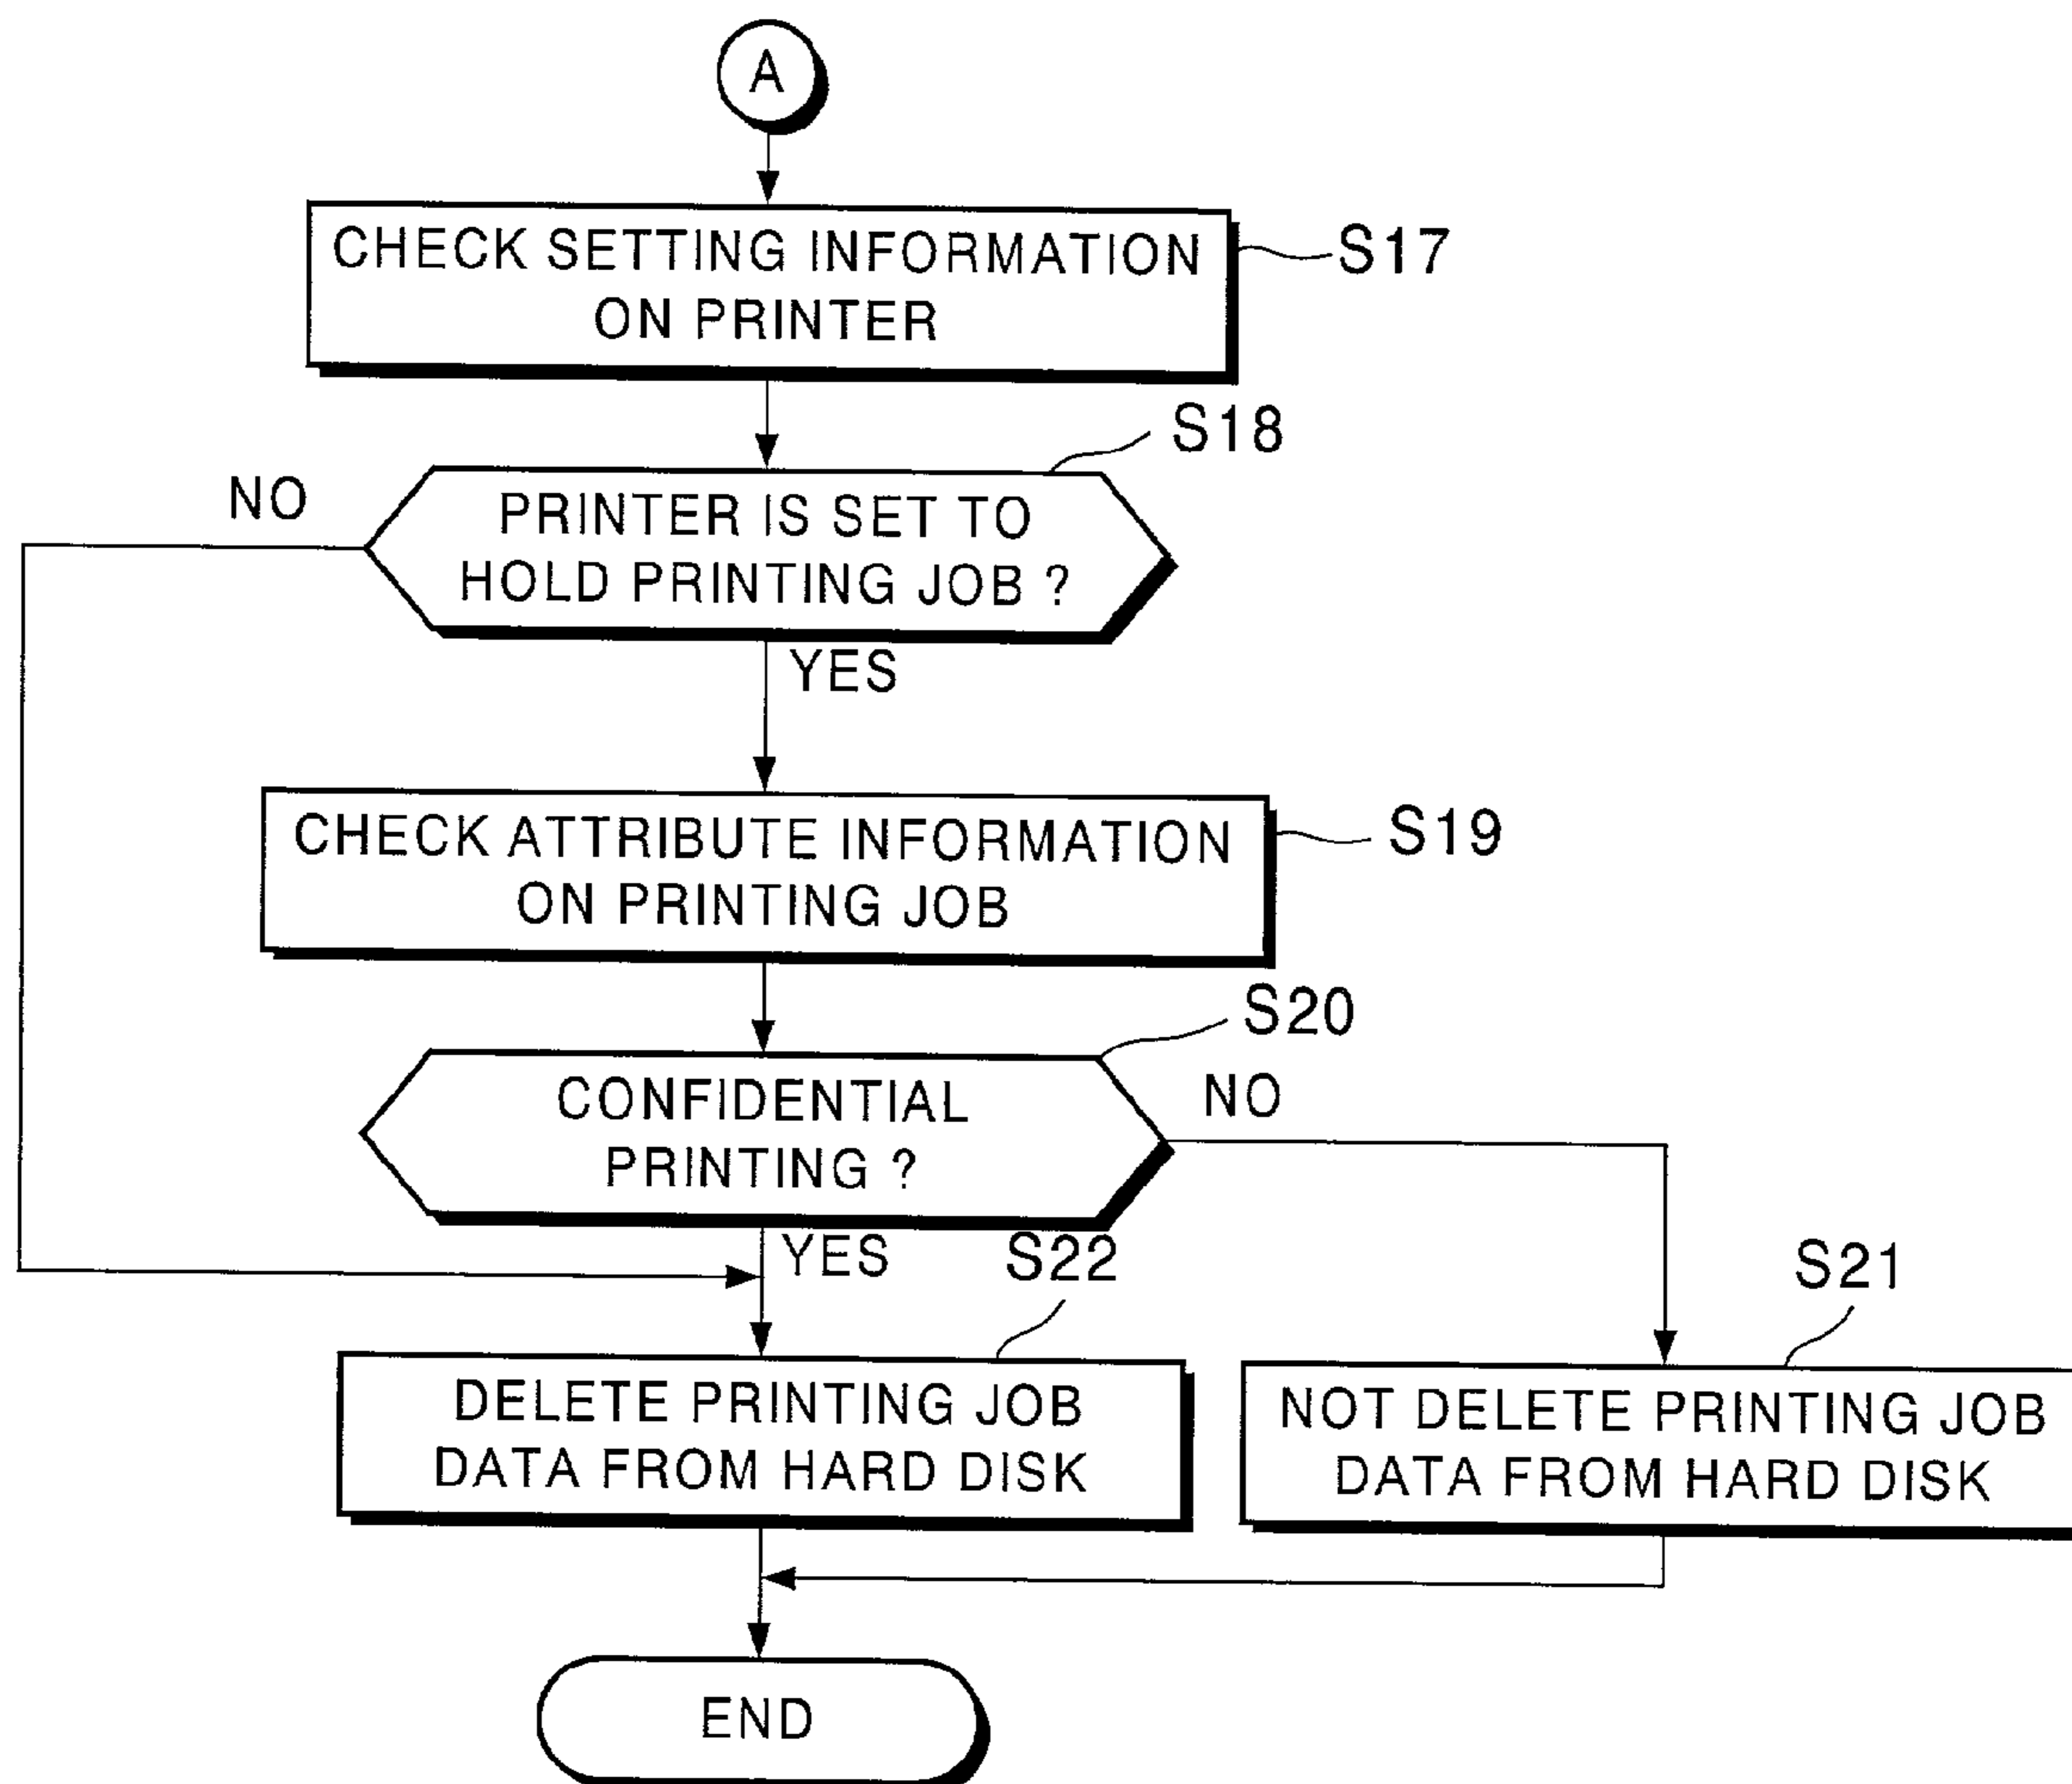 A
CHECK SETTING INFORMATION
ON PRINTER
S17
S18
NO
PRINTER IS SET TO
HOLD PRINTING JOB ?
YES
CHECK ATTRIBUTE INFORMATION
ON PRINTING JOB
S19
S20
CONFIDENTIAL
PRINTING ?
NO
YES
S22
S21
DELETE PRINTING JOB
DATA FROM HARD DISK
NOT DELETE PRINTING JOB
DATA FROM HARD DISK
END